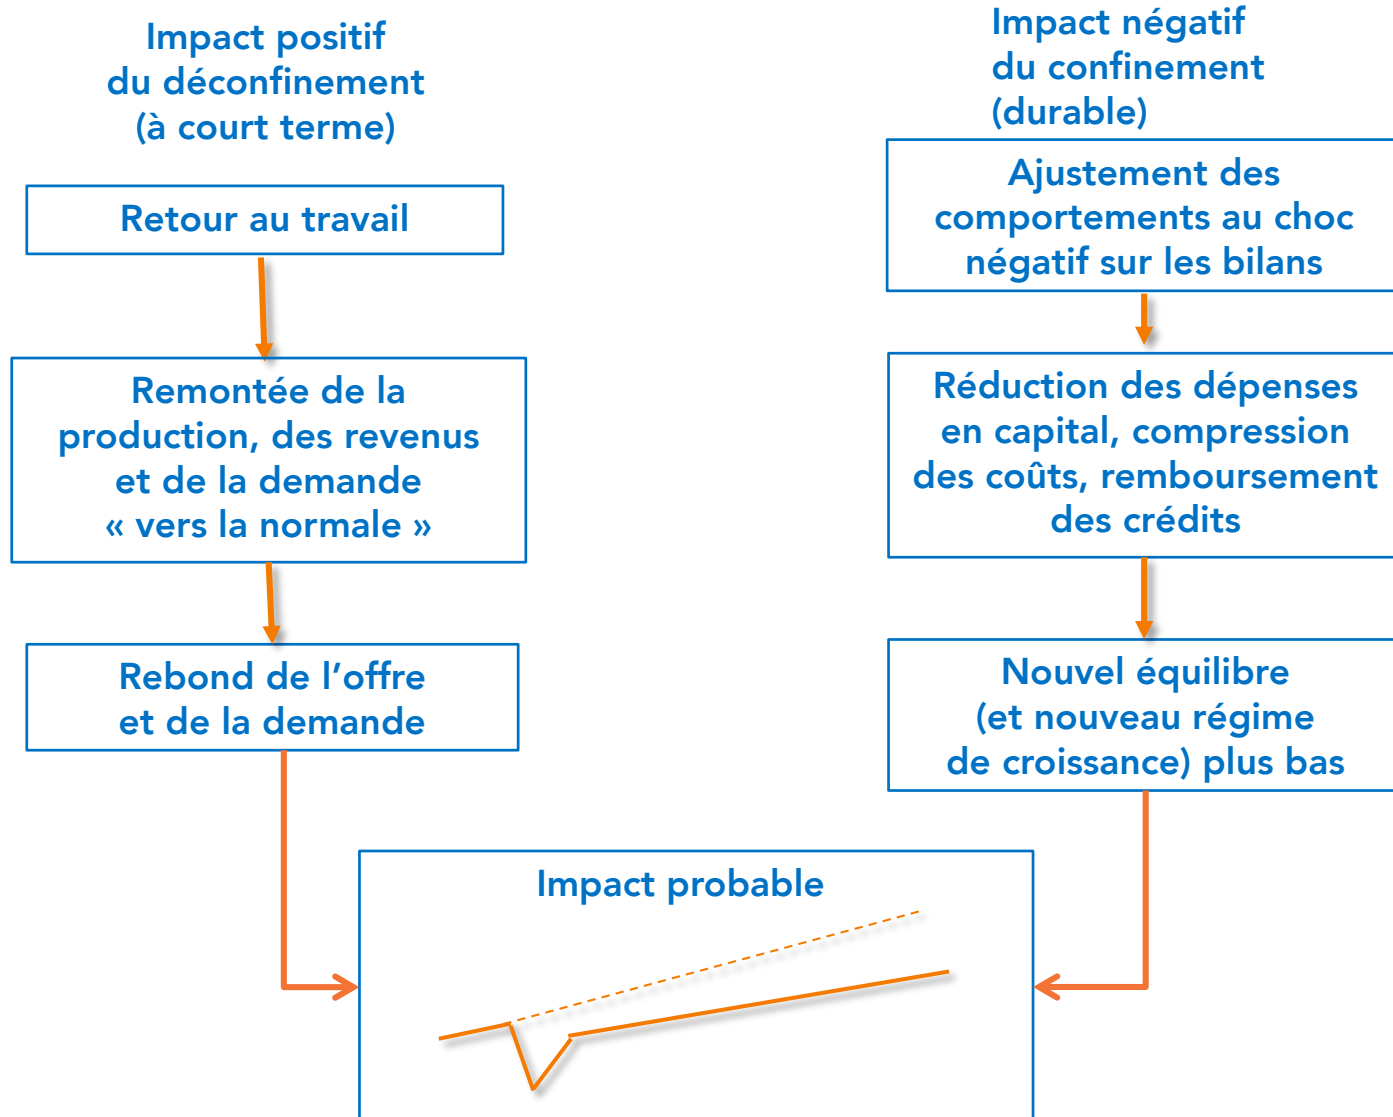 Impact positif
du déconfinement
(à court terme)
Retour au travail
Remontée de la
production, des revenus
et de la demande
« vers la normale »
Rebond de l’offre
et de la demande
Impact négatif
du confinement
(durable)
Ajustement des
comportements au choc
négatif sur les bilans
Réduction des dépenses
en capital, compression
des coûts, remboursement
des crédits
Nouvel équilibre
(et nouveau régime
de croissance) plus bas
Impact probable